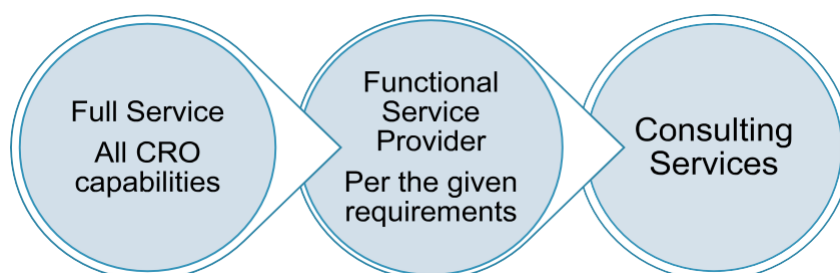 Full Service
All CRO
capabilities
Functional
Service
Provider
Per the given
requirements
Consulting
Services